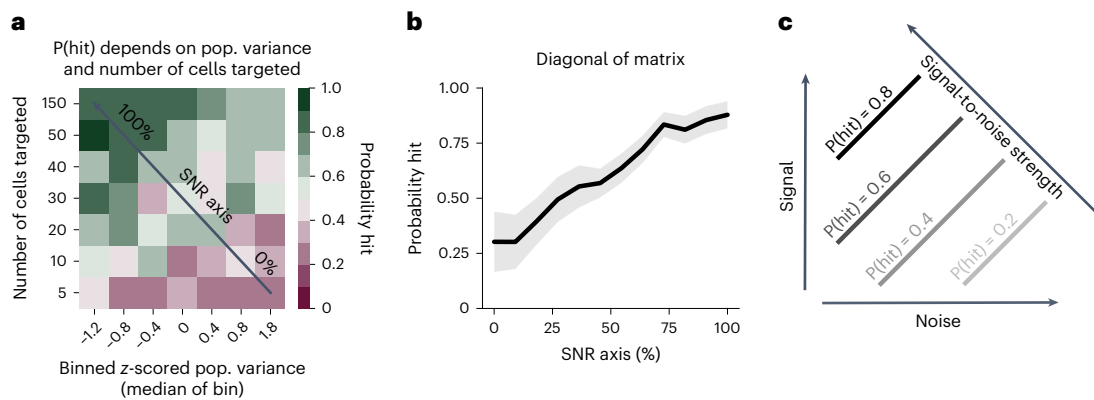 a
P(hit) depends on pop. variance
and number of cells targeted
Number of cells targeted
150
50
40
30
20
10
5
100%
SNR axis
0%
−1.2
−0.8
−0.4
0
0.4
0.8
1.8
Binned z-scored pop. variance
(median of bin)
1.0
0.8
0.6
0.4
0.2
0
Probability hit
b
Diagonal of matrix
Probability hit
1.00
0.75
0.50
0.25
0
0
25
50
75
100
SNR axis (%)
c
Signal
Signal-to-noise strength
P(hit) = 0.8
P(hit) = 0.6
P(hit) = 0.4
P(hit) = 0.2
Noise